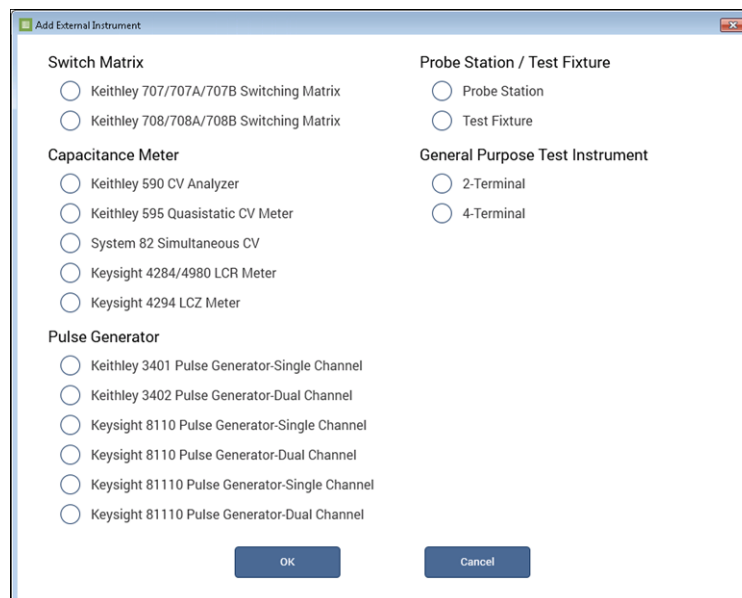 Add External Instrument
Switch Matrix
Keithley 707/707A/707B Switching Matrix
Keithley 708/708A/708B Switching Matrix
Capacitance Meter
Keithley 590 CV Analyzer
Keithley 595 Quasistatic CV Meter
System 82 Simultaneous CV
Keysight 4284/4980 LCR Meter
Keysight 4294 LCZ Meter
Pulse Generator
Keithley 3401 Pulse Generator-Single Channel
Keithley 3402 Pulse Generator-Dual Channel
Keysight 8110 Pulse Generator-Single Channel
Keysight 8110 Pulse Generator-Dual Channel
Keysight 81110 Pulse Generator-Single Channel
Keysight 81110 Pulse Generator-Dual Channel
Probe Station / Test Fixture
Probe Station
Test Fixture
General Purpose Test Instrument
2-Terminal
4-Terminal
OK
Cancel